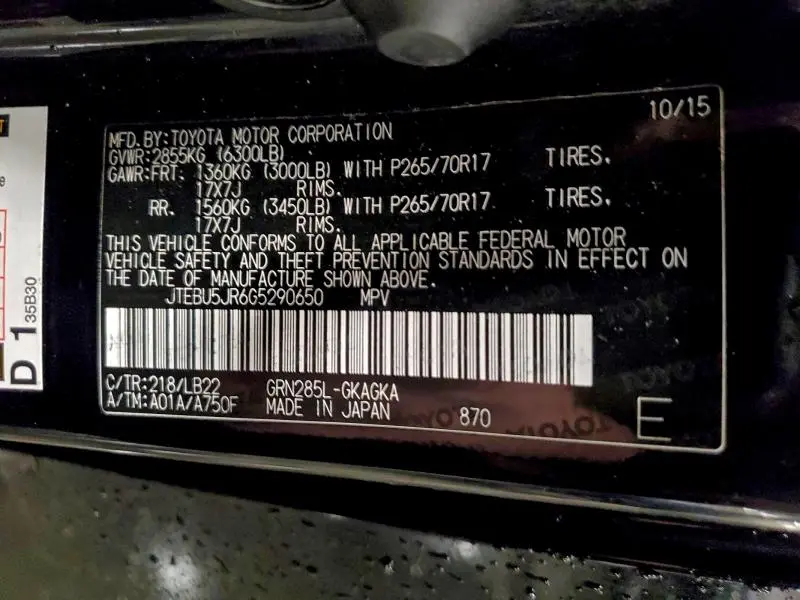 10/15
MFD. BY: TOYOTA MOTOR CORPORATION
GVWR: 2855KG (6300LB)
GAWR: FRT. 1360KG (3000LB) WITH P265/70R17 TIRES.
17X7J RIMS.
RR. 1560KG (3450LB) WITH P265/70R17 TIRES.
17X7J RIMS.
THIS VEHICLE CONFORMS TO ALL APPLICABLE FEDERAL MOTOR
VEHICLE SAFETY AND THEFT PREVENTION STANDARDS IN EFFECT ON
THE DATE OF MANUFACTURE SHOWN ABOVE.
JTEBU5JR6G5290650 MPV
C/TR: 218/LB22 GRN285L-GKAGKA
A/TM: A01A/A750F MADE IN JAPAN 870
E
D 1 35B30
TOYOTA